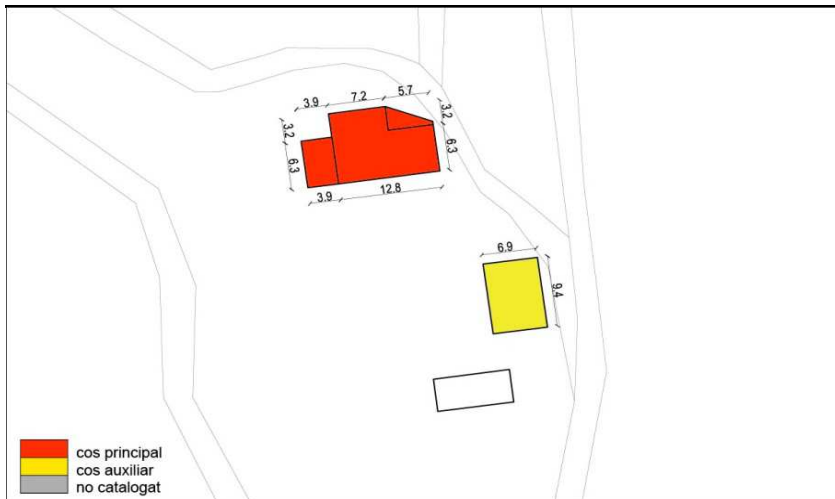 3.9 7.2 5.7
3.2 3.2
6.3 6.3
3.9 12.8
6.9
9.4
cos principal
cos auxiliar
no catalogat